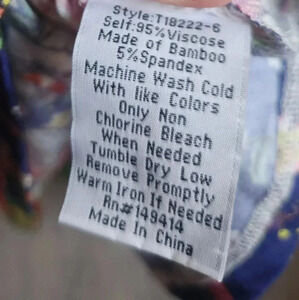 Style:T18222-6
Self:95%Viscose
Made of Bamboo
5%Spandex
Machine Wash Cold
With like Colors
Only Non
Chlorine Bleach
When Needed
Tumble Dry Low
Remove Promptly
Warm Iron If Needed
Rn#149414
Made In China